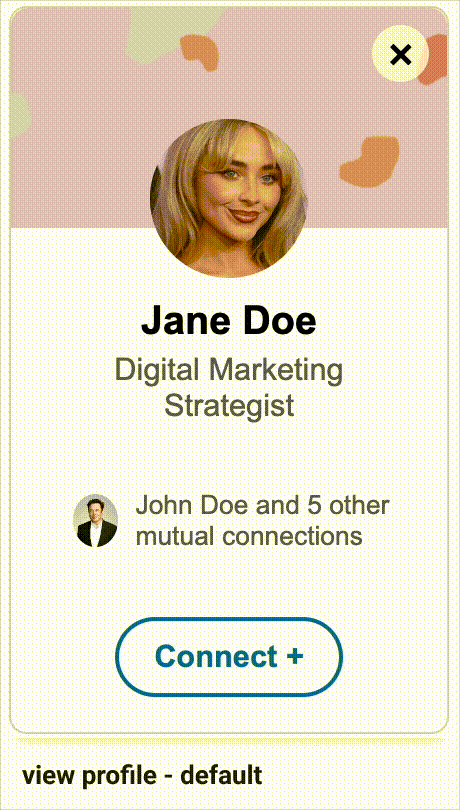 Jane Doe
Digital Marketing
Strategist
John Doe and 5 other
mutual connections
Connect +
view profile - default